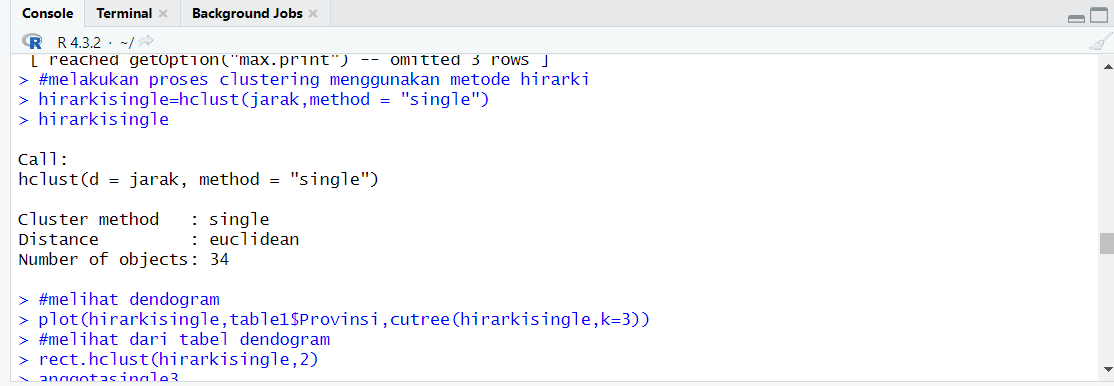 Console Terminal Background Jobs
R 4.3.2 · ~/
[ reached getOption("max.print") -- omitted 3 rows ]
> #melakukan proses clustering menggunakan metode hirarki
> hirarkisingle=hclust(jarak,method = "single")
> hirarkisingle
Call:
hclust(d = jarak, method = "single")
Cluster method   : single
Distance         : euclidean
Number of objects: 34
> #melihat dendogram
> plot(hirarkisingle,table1$Provinsi,cutree(hirarkisingle,k=3))
> #melihat dari tabel dendogram
> rect.hclust(hirarkisingle,2)
> anggotasingle3